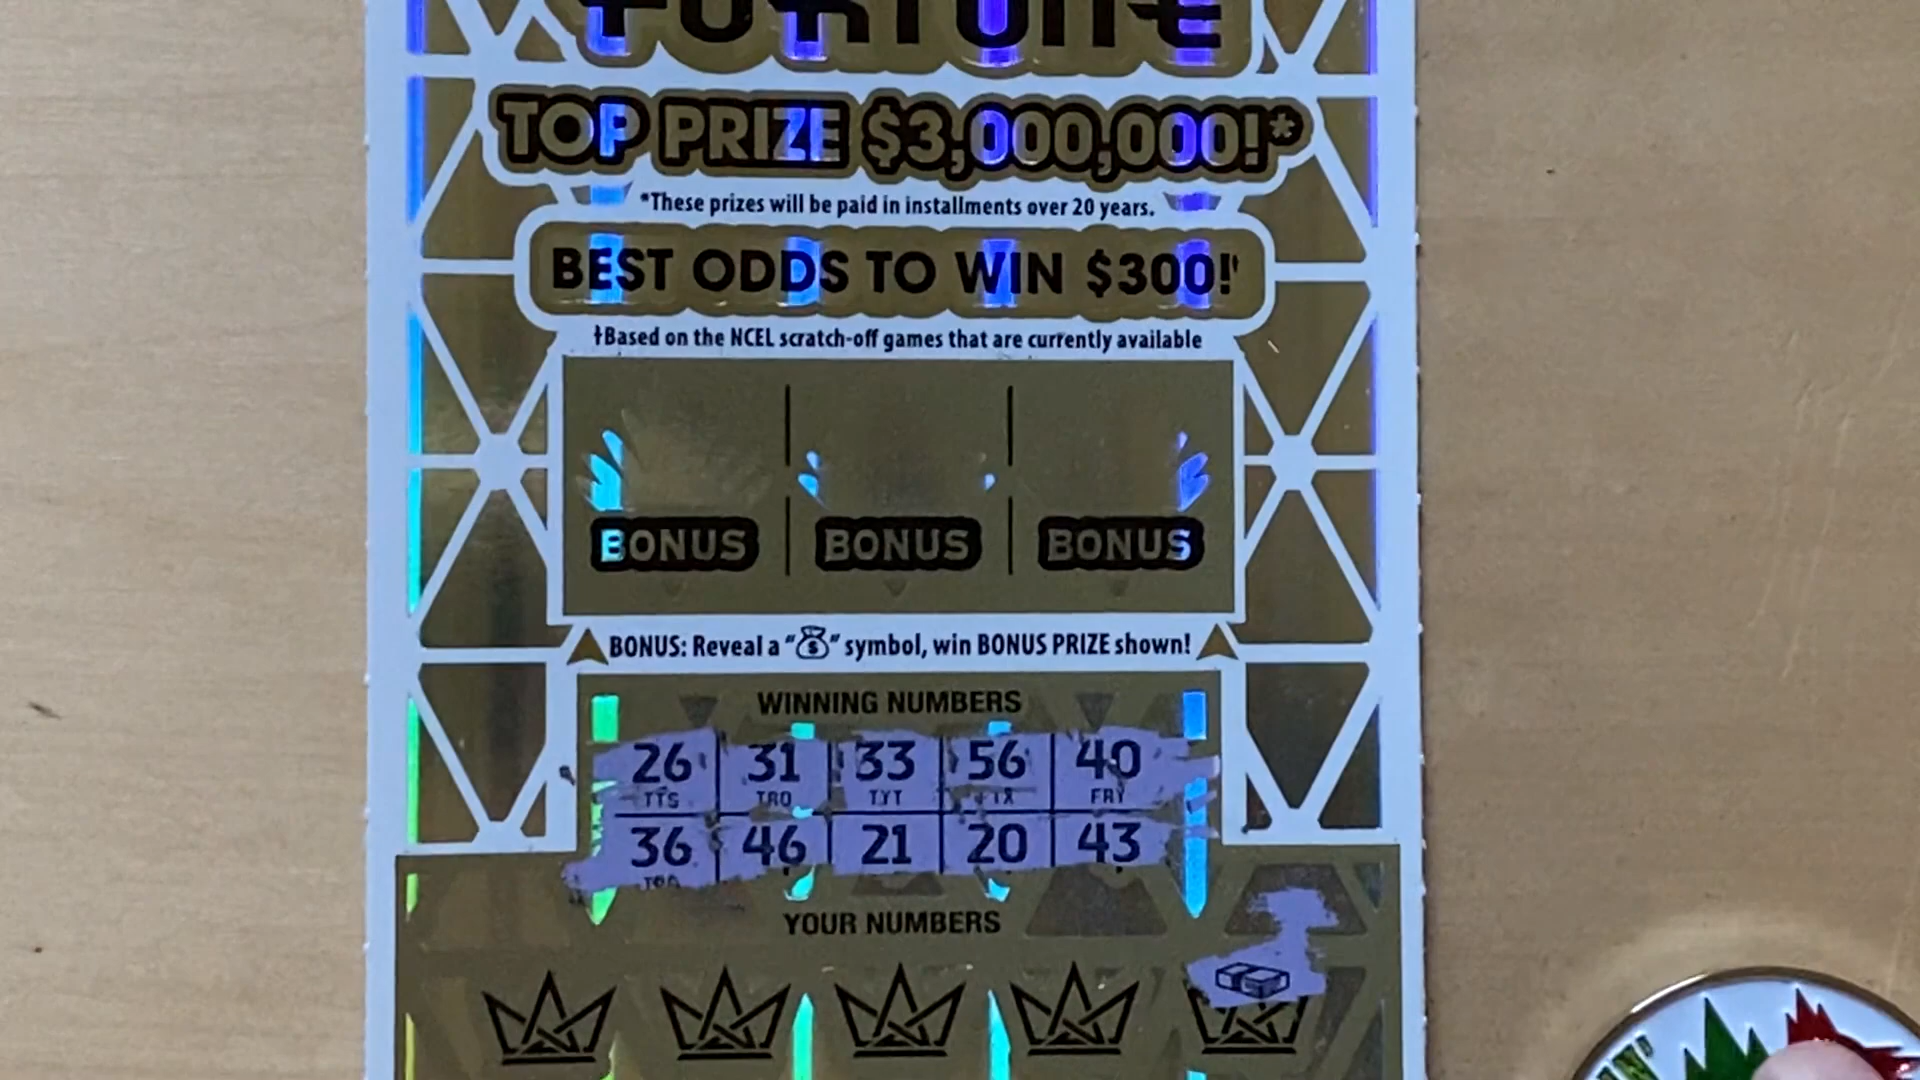 FORTUNE
TOP PRIZE $3,000,000!*
*These prizes will be paid in installments over 20 years.
BEST ODDS TO WIN $300!†
†Based on the NCEL scratch-off games that are currently available
BONUS BONUS BONUS
BONUS: Reveal a "💰" symbol, win BONUS PRIZE shown!
WINNING NUMBERS
26 31 33 56 40
TTS TRO TYT FRY
36 46 21 20 43
YOUR NUMBERS